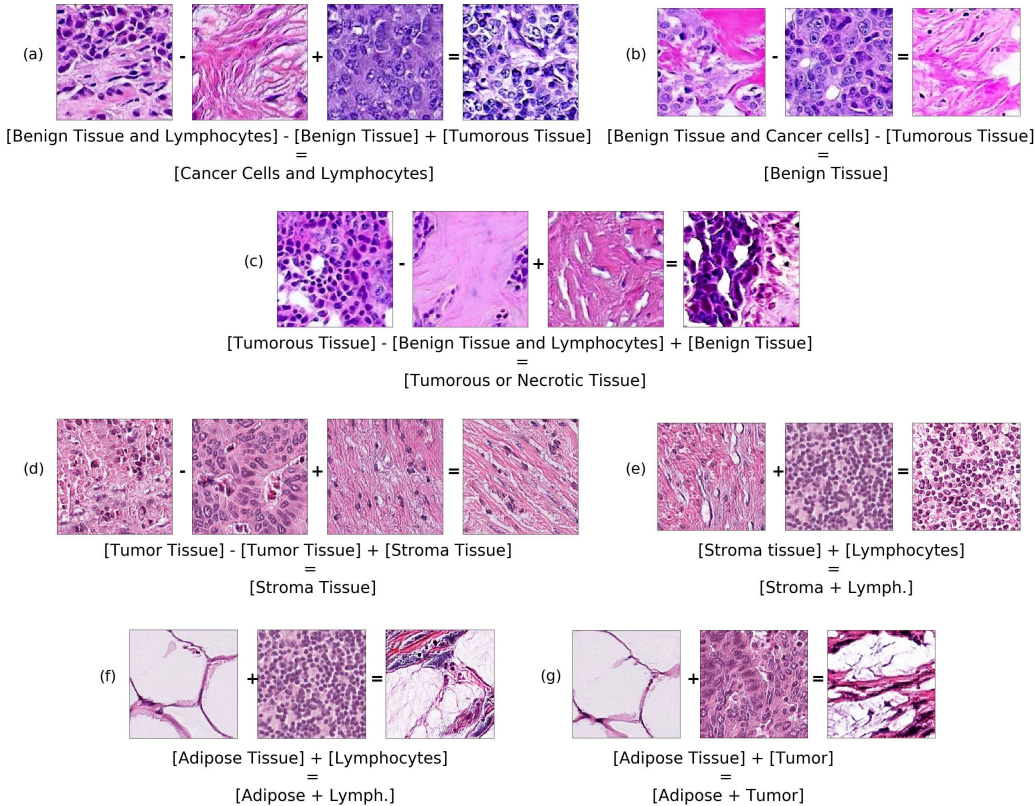 (a) - + =
[Benign Tissue and Lymphocytes] - [Benign Tissue] + [Tumorous Tissue]
=
[Cancer Cells and Lymphocytes]
(b) - =
[Benign Tissue and Cancer cells] - [Tumorous Tissue]
=
[Benign Tissue]
(c) - + =
[Tumorous Tissue] - [Benign Tissue and Lymphocytes] + [Benign Tissue]
=
[Tumorous or Necrotic Tissue]
(d) - + =
[Tumor Tissue] - [Tumor Tissue] + [Stroma Tissue]
=
[Stroma Tissue]
(e) + =
[Stroma tissue] + [Lymphocytes]
=
[Stroma + Lymph.]
(f) + =
[Adipose Tissue] + [Lymphocytes]
=
[Adipose + Lymph.]
(g) + =
[Adipose Tissue] + [Tumor]
=
[Adipose + Tumor]